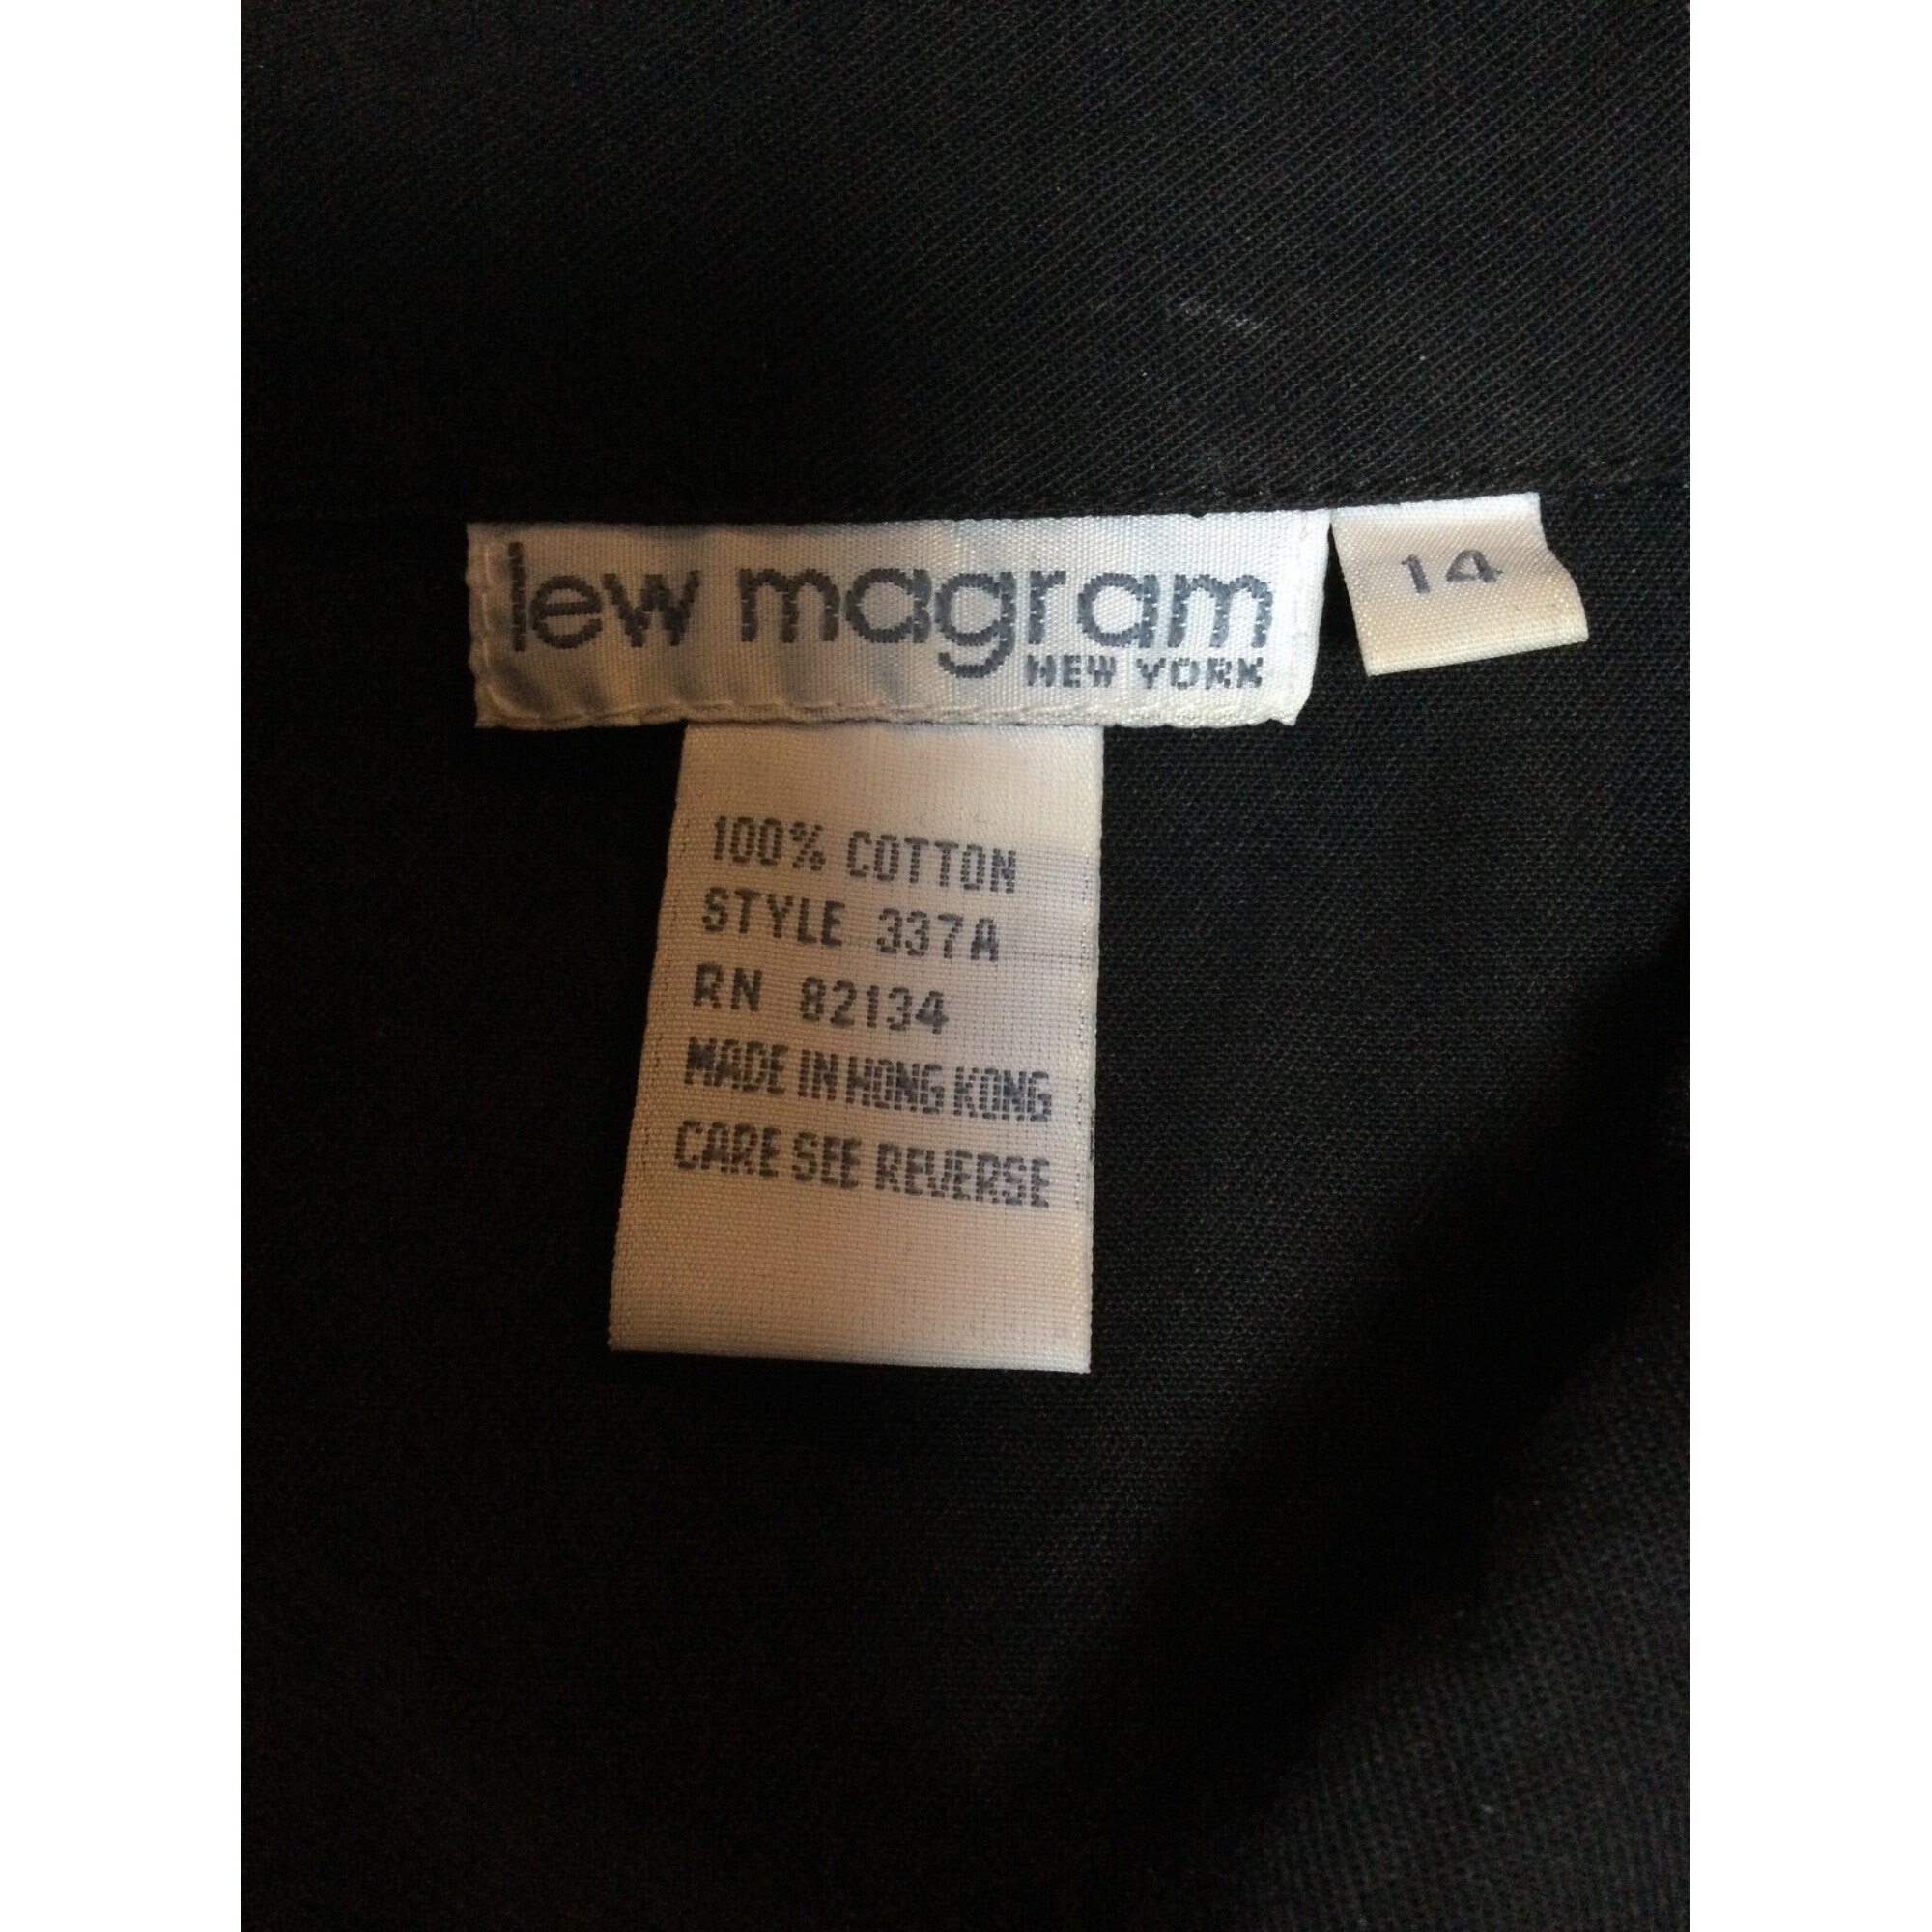 lew magram
NEW YORK
14
100% COTTON
STYLE 337A
RN 82134
MADE IN HONG KONG
CARE SEE REVERSE